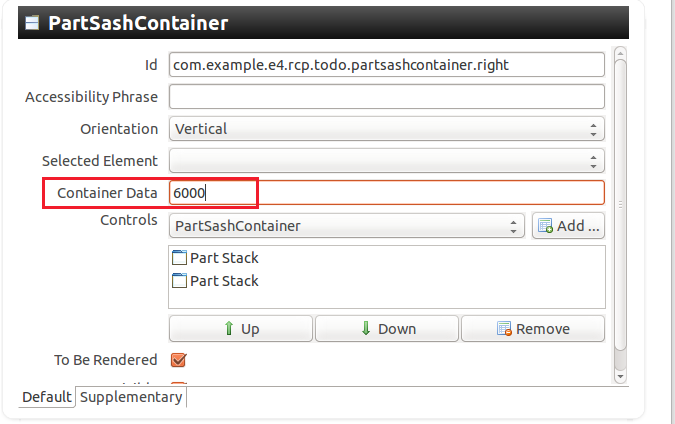 PartSashContainer
Id com.example.e4.rcp.todo.partsashcontainer.right
Accessibility Phrase
Orientation Vertical
Selected Element
Container Data 6000
Controls PartSashContainer Add ...
Part Stack
Part Stack
Up Down Remove
To Be Rendered
Default Supplementary